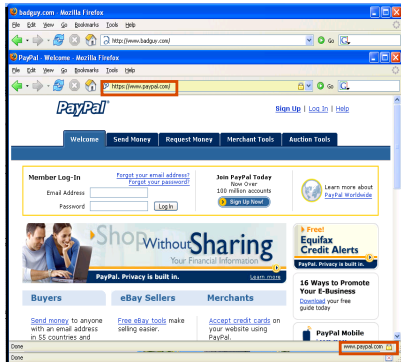 badguy.com - Mozilla Firefox
File Edit View Go Bookmarks Tools Help
http://www.badguy.com/ Go
PayPal - Welcome - Mozilla Firefox
File Edit View Go Bookmarks Tools Help
https://www.paypal.com/ Go
PayPal
Sign Up | Log In | Help
Welcome Send Money Request Money Merchant Tools Auction Tools
Member Log-In
Forgot your email address?
Forgot your password?
Email Address
Password Log In
Join PayPal Today
Now Over
100 million accounts
Sign Up Now!
Learn more about
PayPal Worldwide
Shop Without Sharing
Your Financial Information
PayPal. Privacy is built in. Learn more
Free!
Equifax
Credit Alerts
PayPal. Privacy is built in.
Buyers eBay Sellers Merchants
Send money to anyone
with an email address
in 55 countries and
Free eBay tools make
selling easier.
Accept credit cards on
your website using
PayPal.
16 Ways to Promote
Your E-Business
Download your free
guide today
PayPal Mobile
Done www.paypal.com
Done